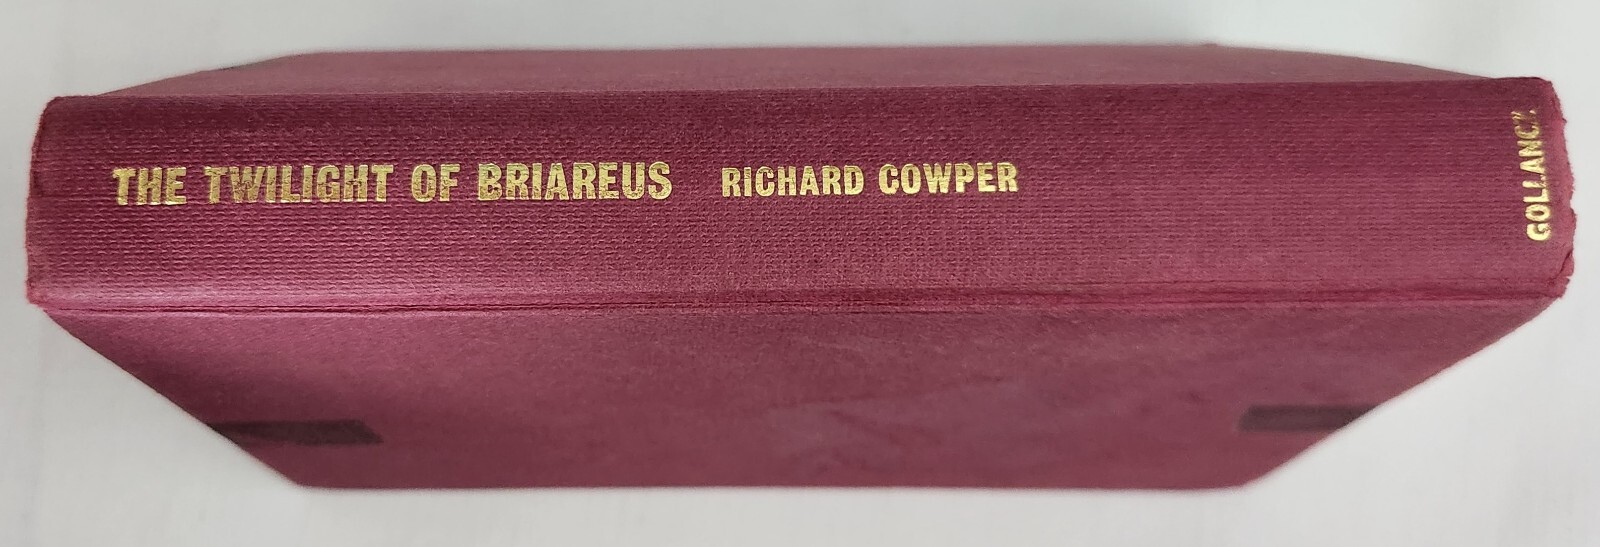 THE TWILIGHT OF BRIAREUS RICHARD COWPER
GOLLANCZ